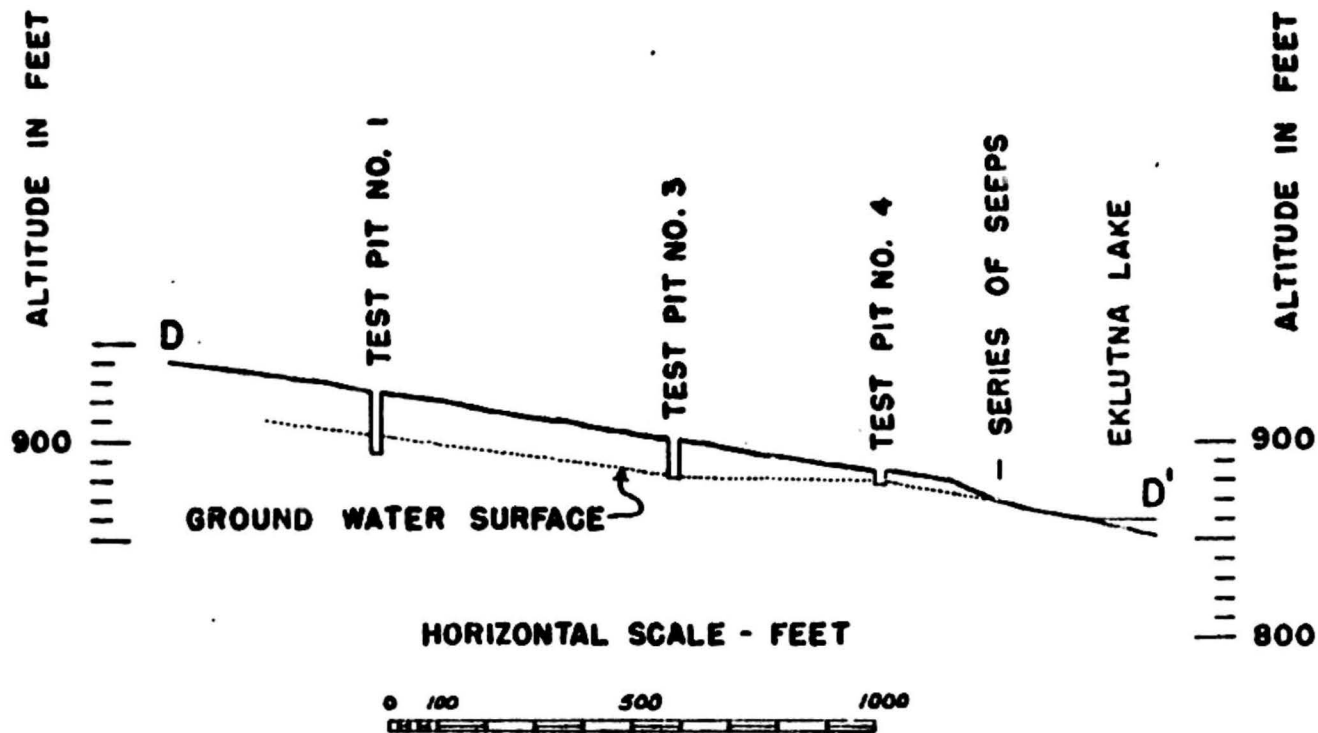 ALTITUDE IN FEET
D
TEST PIT NO. 1
TEST PIT NO. 3
TEST PIT NO. 4
— SERIES OF SEEPS
EKLUTNA LAKE
D'
ALTITUDE IN FEET
900
900
GROUND WATER SURFACE
800
HORIZONTAL SCALE - FEET
0 100 500 1000